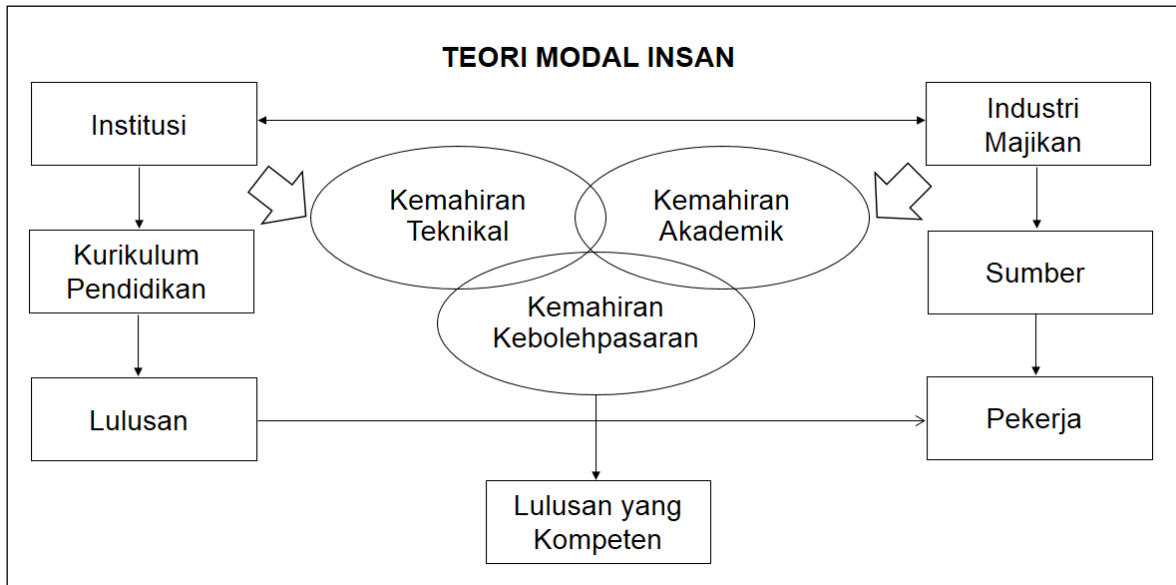 TEORI MODAL INSAN
Institusi
Industri
Majikan
Kemahiran
Teknikal
Kemahiran
Akademik
Kurikulum
Pendidikan
Sumber
Kemahiran
Kebolehpasaran
Lulusan
Pekerja
Lulusan yang
Kompeten